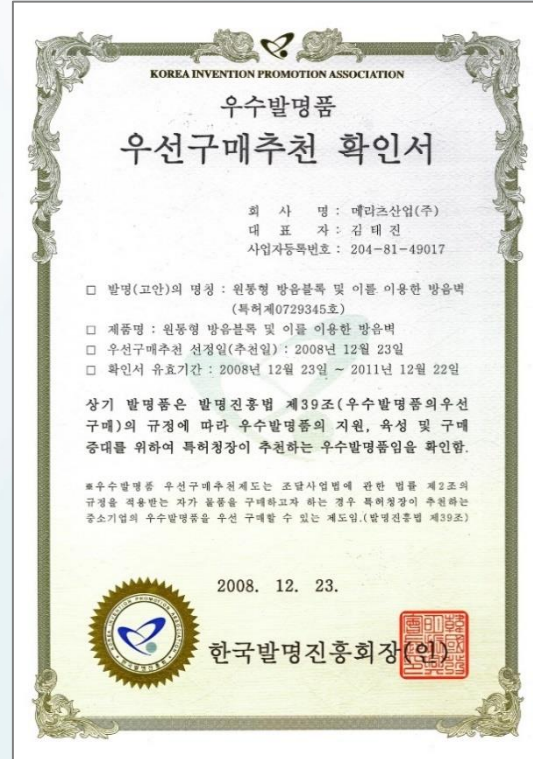 KOREA INVENTION PROMOTION ASSOCIATION
우수발명품
우선구매추천 확인서
회 사 명 : 메리츠산업(주)
대 표 자 : 김 태 진
사업자등록번호 : 204-81-49017
□ 발명(고안)의 명칭 : 원통형 방음블록 및 이를 이용한 방음벽
(특허제0729345호)
□ 제품명 : 원통형 방음블록 및 이를 이용한 방음벽
□ 우선구매추천 선정일(추천일) : 2008년 12월 23일
□ 확인서 유효기간 : 2008년 12월 23일 ~ 2011년 12월 22일
상기 발명품은 발명진흥법 제39조(우수발명품의우선
구매)의 규정에 따라 우수발명품의 지원, 육성 및 구매
증대를 위하여 특허청장이 추천하는 우수발명품임을 확인함.
※우수발명품 우선구매추천제도는 조달사업법에 관한 법률 제2조의
규정을 적용받는 자가 물품을 구매하고자 하는 경우 특허청장이 추천하는
중소기업의 우수발명품을 우선 구매할 수 있는 제도임.(발명진흥법 제39조)
2008. 12. 23.
KOREA INVENTION PROMOTION ASSOCIATION
한국발명진흥회장(인)